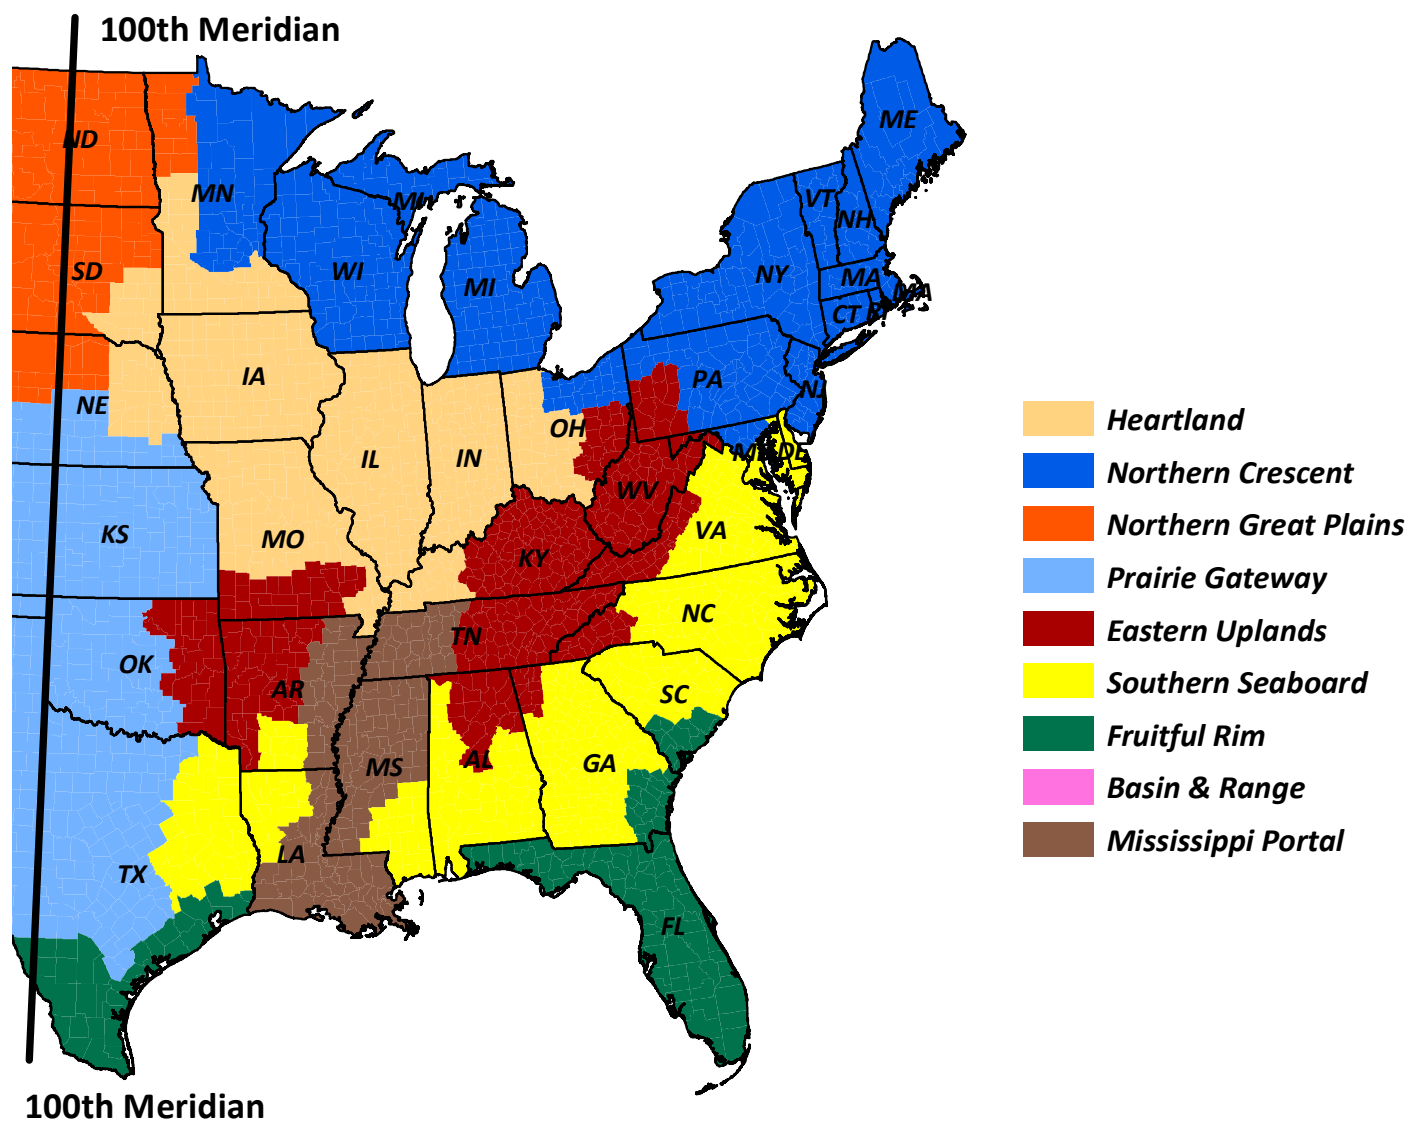 100th Meridian
ME
ND
MN
MI
VT
NH
SD
WI
MI
NY
MA
MA
CT
RI
IA
PA
NJ
NE
OH
IL
IN
MD
DE
WV
KS
MO
KY
VA
NC
TN
OK
AR
SC
MS
AL
GA
LA
TX
FL
Heartland
Northern Crescent
Northern Great Plains
Prairie Gateway
Eastern Uplands
Southern Seaboard
Fruitful Rim
Basin & Range
Mississippi Portal
100th Meridian